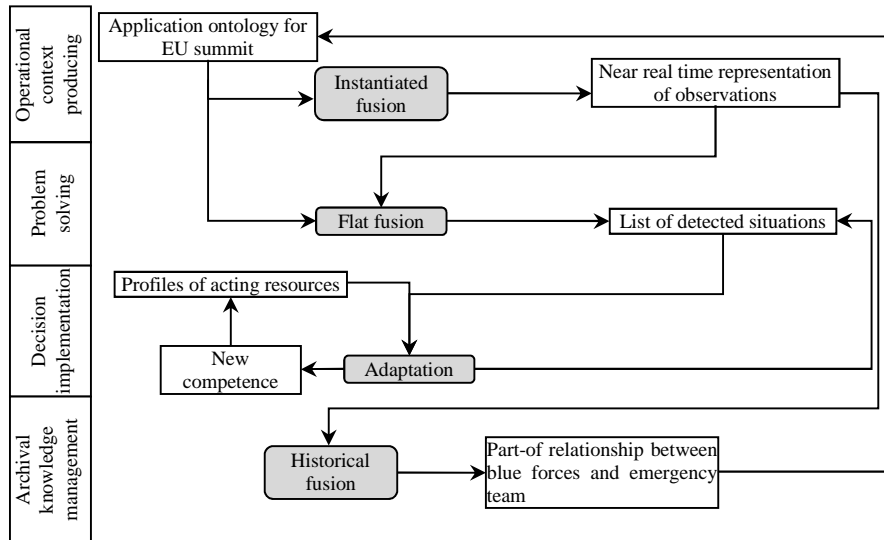 Operational
context
producing
Application ontology for
EU summit
Instantiated
fusion
Near real time representation
of observations
Problem
solving
Flat fusion
List of detected situations
Decision
implementation
Profiles of acting resources
New
competence
Adaptation
Archival
knowledge
management
Historical
fusion
Part-of relationship between
blue forces and emergency
team